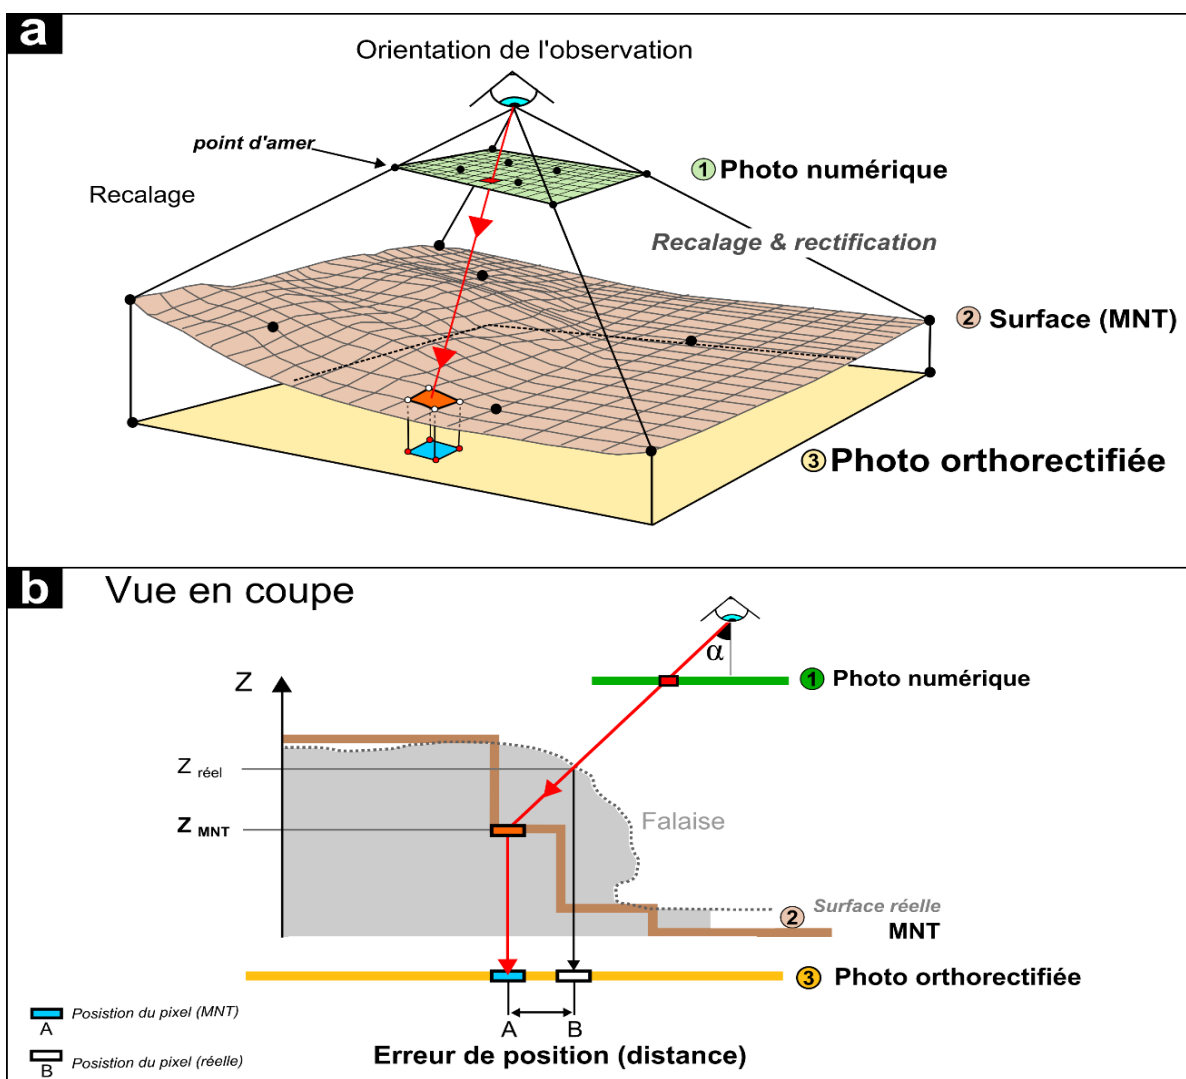 a
Orientation de l'observation
point d'amer
1 Photo numérique
Recalage
Recalage & rectification
2 Surface (MNT)
3 Photo orthorectifiée
b Vue en coupe
α
Z
1 Photo numérique
Z réel
Z MNT
Falaise
Surface réelle
2
MNT
3 Photo orthorectifiée
Posistion du pixel (MNT)
A
A B
Erreur de position (distance)
Posistion du pixel (réelle)
B